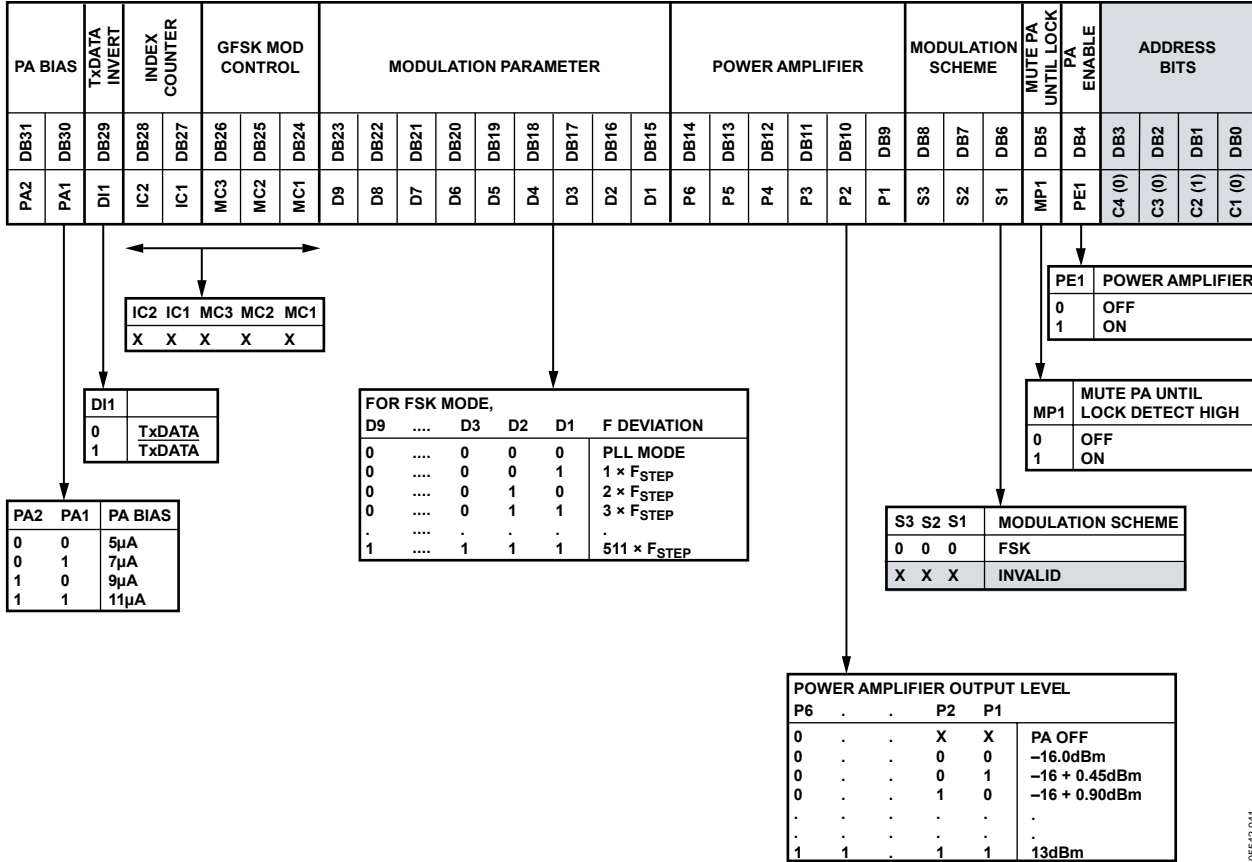 PA BIAS
TxDATA INVERT
INDEX COUNTER
GFSK MOD CONTROL
MODULATION PARAMETER
POWER AMPLIFIER
MODULATION SCHEME
MUTE PA UNTIL LOCK
PA ENABLE
ADDRESS BITS
DB31 DB30 DB29 DB28 DB27 DB26 DB25 DB24 DB23 DB22 DB21 DB20 DB19 DB18 DB17 DB16 DB15 DB14 DB13 DB12 DB11 DB10 DB9 DB8 DB7 DB6 DB5 DB4 DB3 DB2 DB1 DB0
PA2 PA1 DI1 IC2 IC1 MC3 MC2 MC1 D9 D8 D7 D6 D5 D4 D3 D2 D1 P6 P5 P4 P3 P2 P1 S3 S2 S1 MP1 PE1 C4 (0) C3 (0) C2 (1) C1 (0)
PE1 POWER AMPLIFIER
0 OFF
1 ON
IC2 IC1 MC3 MC2 MC1
X X X X X
MP1 MUTE PA UNTIL LOCK DETECT HIGH
0 OFF
1 ON
DI1
0 TxDATA
1 TxDATA
FOR FSK MODE,
D9 .... D3 D2 D1 F DEVIATION
0 .... 0 0 0 PLL MODE
0 .... 0 0 1 1 × FSTEP
0 .... 0 1 0 2 × FSTEP
0 .... 0 1 1 3 × FSTEP
. .... . . . .
1 .... 1 1 1 511 × FSTEP
PA2 PA1 PA BIAS
0 0 5µA
0 1 7µA
1 0 9µA
1 1 11µA
S3 S2 S1 MODULATION SCHEME
0 0 0 FSK
X X X INVALID
POWER AMPLIFIER OUTPUT LEVEL
P6 . . P2 P1
0 . . X X PA OFF
0 . . 0 0 –16.0dBm
0 . . 0 1 –16 + 0.45dBm
0 . . 1 0 –16 + 0.90dBm
. . . . . .
. . . . . .
1 1 . 1 1 13dBm
05542-041